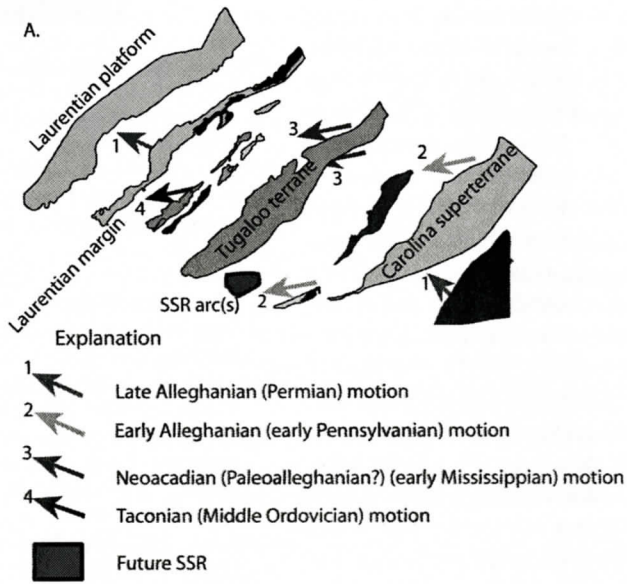 A.
Laurentian platform
1
3
2
3
4
Tugaloo terrane
Carolina superterrane
1
Laurentian margin
SSR arc(s)
2
Explanation
1 Late Alleghanian (Permian) motion
2 Early Alleghanian (early Pennsylvanian) motion
3 Neoacadian (Paleoalleghanian?) (early Mississippian) motion
4 Taconian (Middle Ordovician) motion
Future SSR